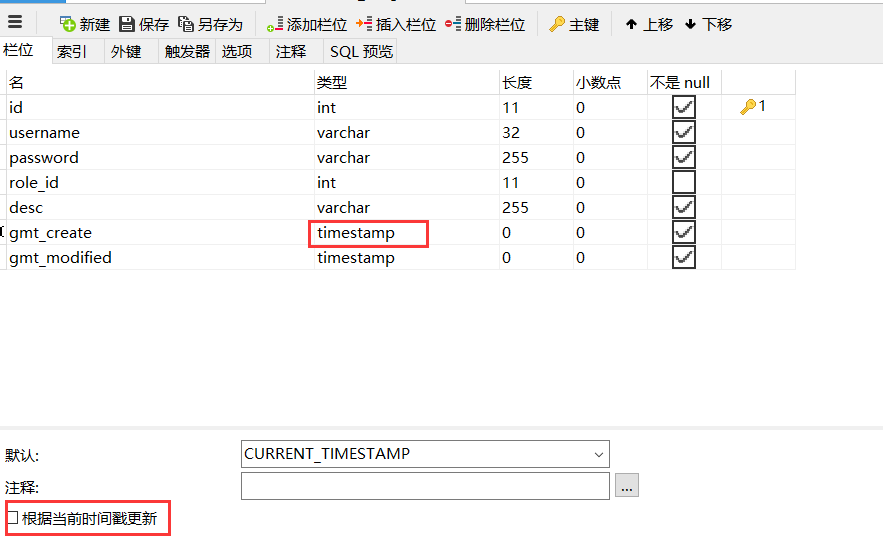 新建 保存 另存为 添加栏位 插入栏位 删除栏位 主键 上移 下移
栏位 索引 外键 触发器 选项 注释 SQL 预览
名 类型 长度 小数点 不是 null
id int 11 0 1
username varchar 32 0
password varchar 255 0
role_id int 11 0
desc varchar 255 0
gmt_create timestamp 0 0
gmt_modified timestamp 0 0
默认: CURRENT_TIMESTAMP
注释: ...
根据当前时间戳更新